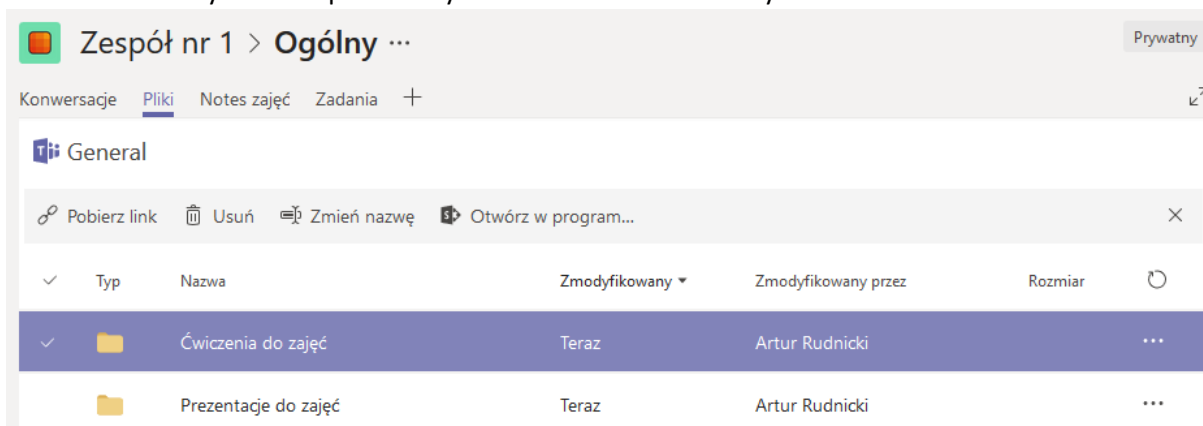 Zespół nr 1 > Ogólny ···
Prywatny
Konwersacje Pliki Notes zajęć Zadania +
General
Pobierz link Usuń Zmień nazwę Otwórz w program...
Typ Nazwa Zmodyfikowany Zmodyfikowany przez Rozmiar
Ćwiczenia do zajęć Teraz Artur Rudnicki ···
Prezentacje do zajęć Teraz Artur Rudnicki ···